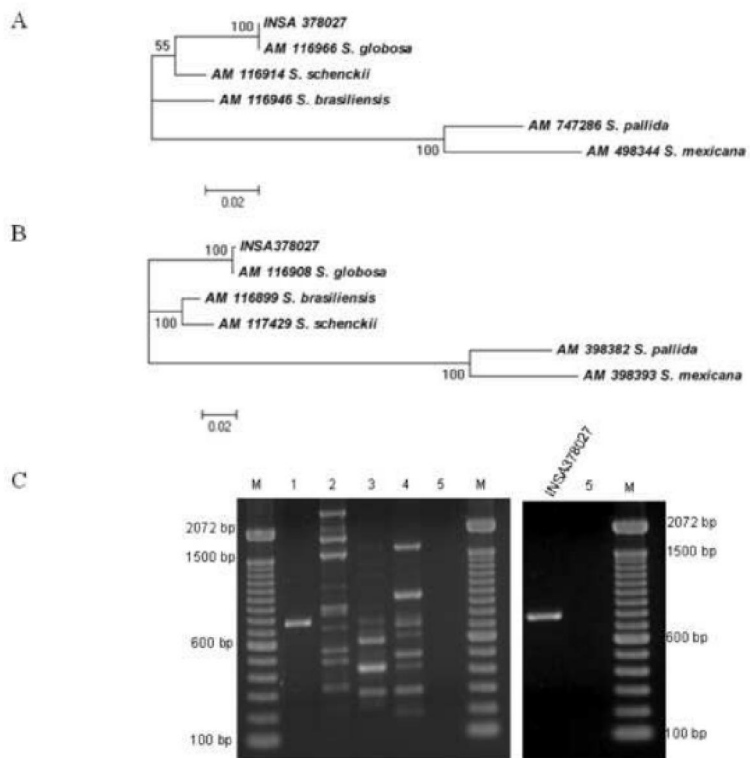 A
100
INSA 378027
55
AM 116966 S. globosa
AM 116914 S. schenckii
AM 116946 S. brasiliensis
AM 747286 S. pallida
100
AM 498344 S. mexicana
0.02
B
100
INSA378027
AM 116908 S. globosa
AM 116899 S. brasiliensis
100
AM 117429 S. schenckii
AM 398382 S. pallida
100
AM 398393 S. mexicana
0.02
C
M 1 2 3 4 5 M
INSA378027 5 M
2072 bp
1500 bp
600 bp
100 bp
2072 bp
1500 bp
600 bp
100 bp